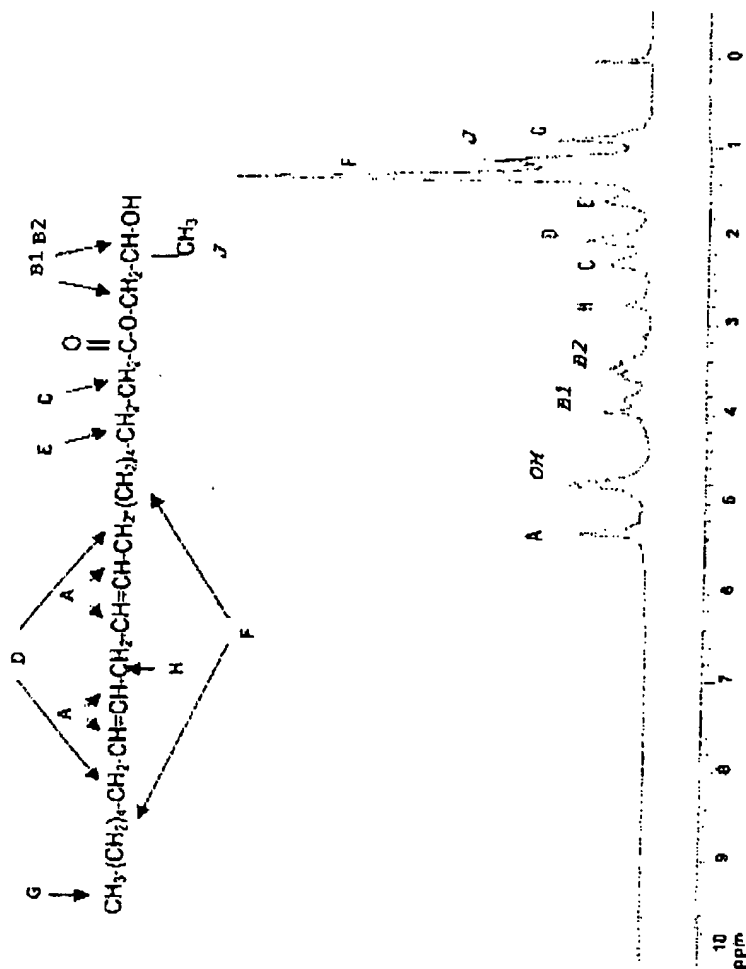 D
G A A E C O B1 B2
CH₃-(CH₂)₄-CH₂-CH=CH-CH₂-CH=CH-CH₂-(CH₂)₄-CH₂-CH₂-C-O-CH₂-CH-OH
H CH₃
J
F
A OH B1 B2 H C D E F J G
10 9 8 7 6 5 4 3 2 1 0
ppm